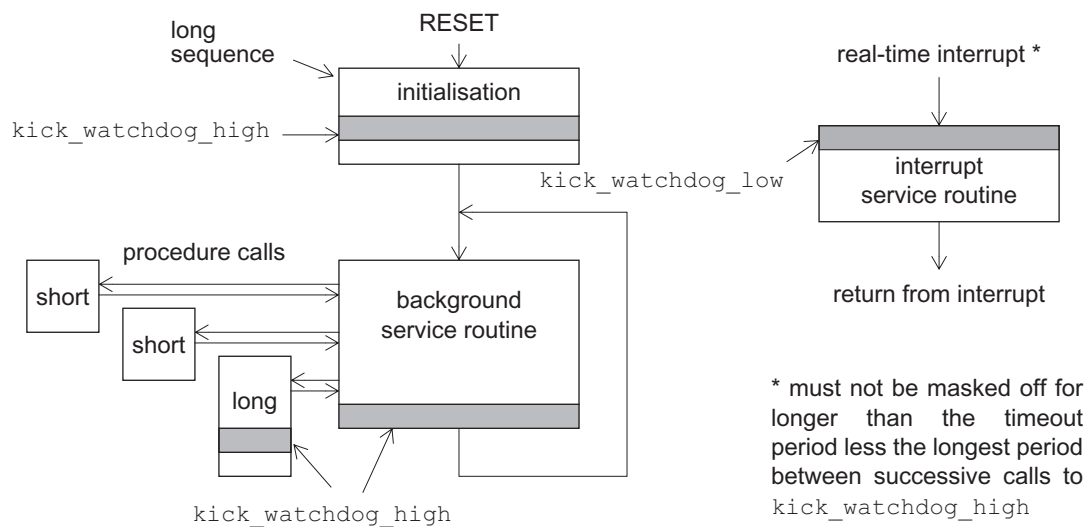 RESET
long
sequence
initialisation
kick_watchdog_high
procedure calls
short
short
long
background
service routine
kick_watchdog_high
real-time interrupt *
kick_watchdog_low
interrupt
service routine
return from interrupt
* must not be masked off for
longer than the timeout
period less the longest period
between successive calls to
kick_watchdog_high